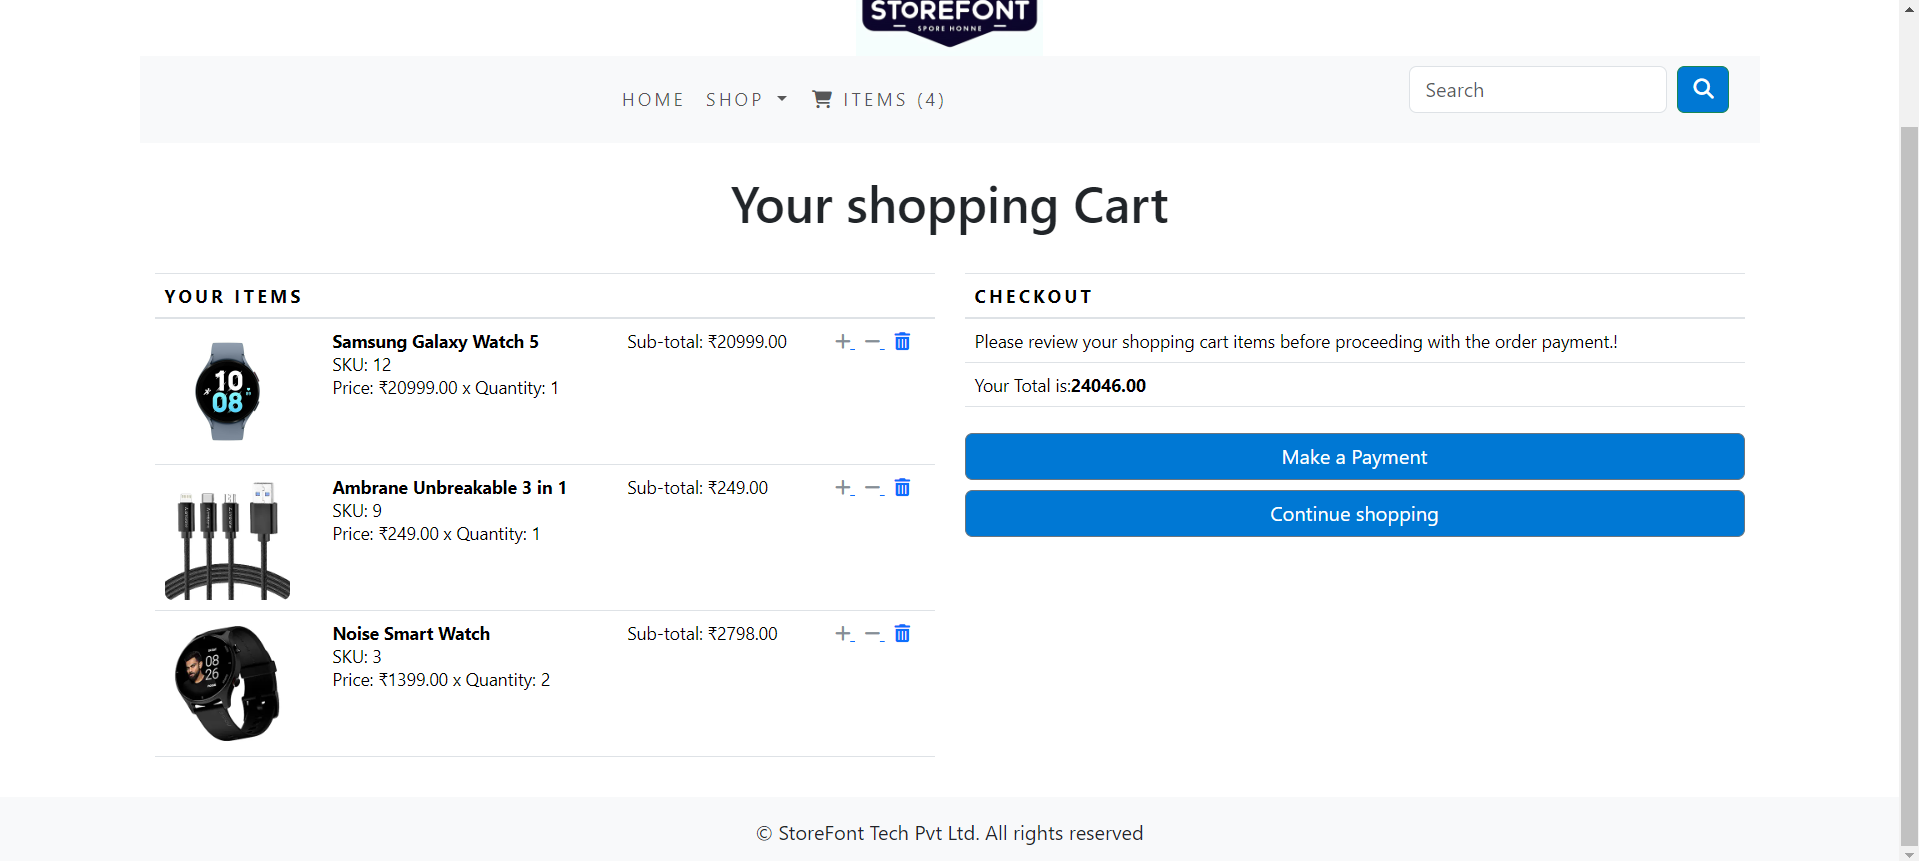 STOREFONT
SPORE HONNE
HOME SHOP ITEMS (4)
Search
Your shopping Cart
YOUR ITEMS
Samsung Galaxy Watch 5
SKU: 12
Price: ₹20999.00 x Quantity: 1
Sub-total: ₹20999.00
10
08
Ambrane Unbreakable 3 in 1
SKU: 9
Price: ₹249.00 x Quantity: 1
Sub-total: ₹249.00
Noise Smart Watch
SKU: 3
Price: ₹1399.00 x Quantity: 2
Sub-total: ₹2798.00
08
26
CHECKOUT
Please review your shopping cart items before proceeding with the order payment.!
Your Total is:24046.00
Make a Payment
Continue shopping
© StoreFont Tech Pvt Ltd. All rights reserved